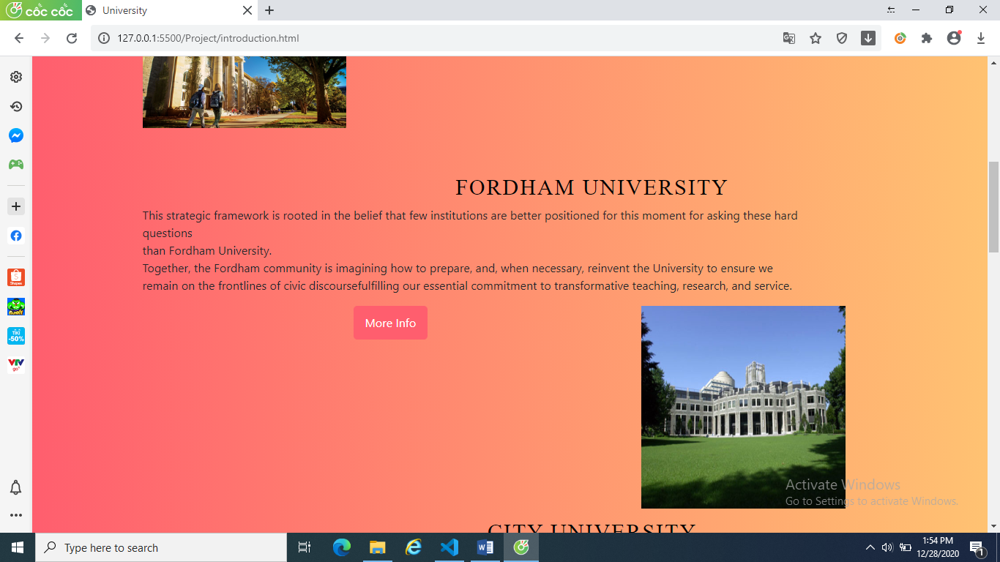 cốc cốc
University
127.0.0.1:5500/Project/introduction.html
FORDHAM UNIVERSITY
This strategic framework is rooted in the belief that few institutions are better positioned for this moment for asking these hard
questions
than Fordham University.
Together, the Fordham community is imagining how to prepare, and, when necessary, reinvent the University to ensure we
remain on the frontlines of civic discoursefulfilling our essential commitment to transformative teaching, research, and service.
More Info
Shopee
TIKI
-50%
VTV
go
Activate Windows
Go to Settings to activate Windows.
CITY UNIVERSITY
Type here to search
1:54 PM
12/28/2020
1